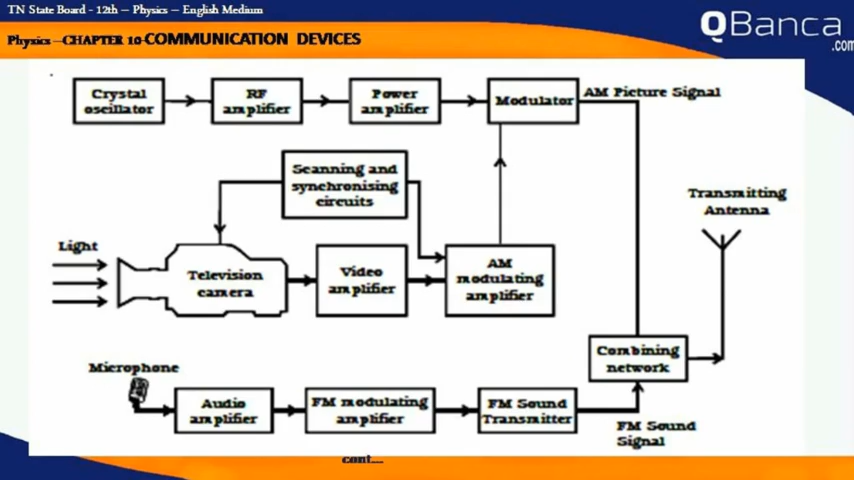 TN State Board - 12th – Physics – English Medium
QBanca
.com
Physics –CHAPTER 10-COMMUNICATION DEVICES
Crystal
oscillator
RF
amplifier
Power
amplifier
Modulator
AM Picture Signal
Scanning and
synchronising
circuits
Transmitting
Antenna
Light
Television
camera
Video
amplifier
AM
modulating
amplifier
Combining
network
Microphone
Audio
amplifier
FM modulating
amplifier
FM Sound
Transmitter
FM Sound
Signal
cont...